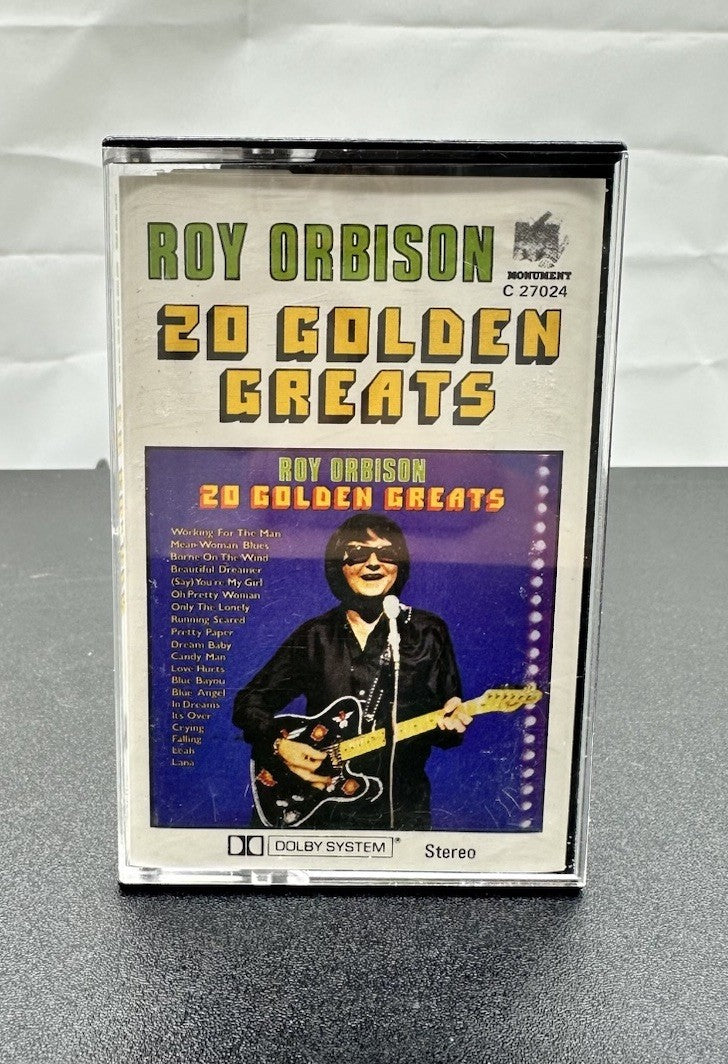 ROY ORBISON
MONUMENT
C 27024
20 GOLDEN
GREATS
ROY ORBISON
20 GOLDEN GREATS
Working For The Man
Mean Woman Blues
Borne On The Wind
Beautiful Dreamer
(Say) You're My Girl
Oh Pretty Woman
Only The Lonely
Running Scared
Pretty Paper
Dream Baby
Candy Man
Love Hurts
Blue Bayou
Blue Angel
In Dreams
Its Over
Crying
Falling
Leah
Lana
DOLBY SYSTEM®
Stereo